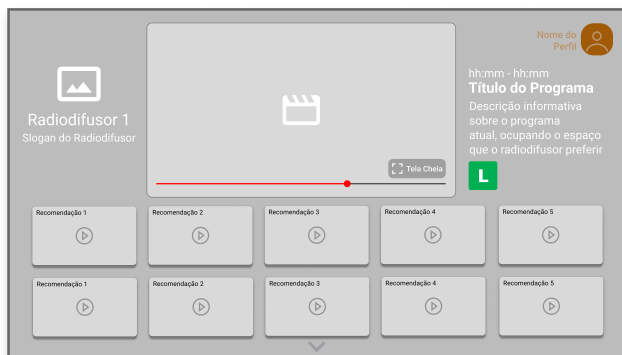 Nome do
Perfil
Radiodifusor 1
Slogan do Radiodifusor
Tela Cheia
hh:mm - hh:mm
Título do Programa
Descrição informativa
sobre o programa
atual, ocupando o espaço
que o radiodifusor preferir
L
Recomendação 1
Recomendação 2
Recomendação 3
Recomendação 4
Recomendação 5
Recomendação 1
Recomendação 2
Recomendação 3
Recomendação 4
Recomendação 5